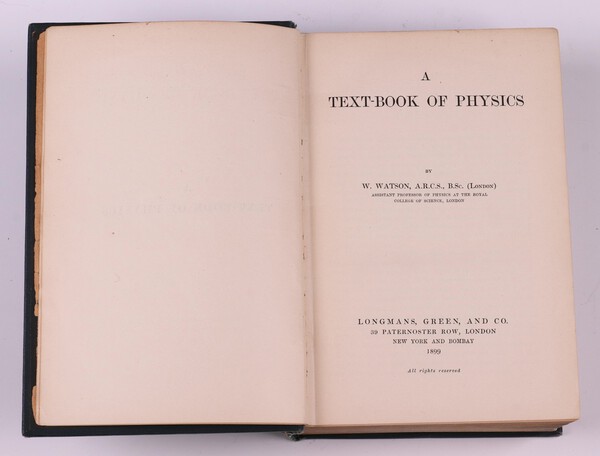 A
TEXT-BOOK OF PHYSICS
BY
W. WATSON, A.R.C.S., B.Sc. (London)
ASSISTANT PROFESSOR OF PHYSICS AT THE ROYAL
COLLEGE OF SCIENCE, LONDON
LONGMANS, GREEN, AND CO.
39 PATERNOSTER ROW, LONDON
NEW YORK AND BOMBAY
1899
All rights reserved